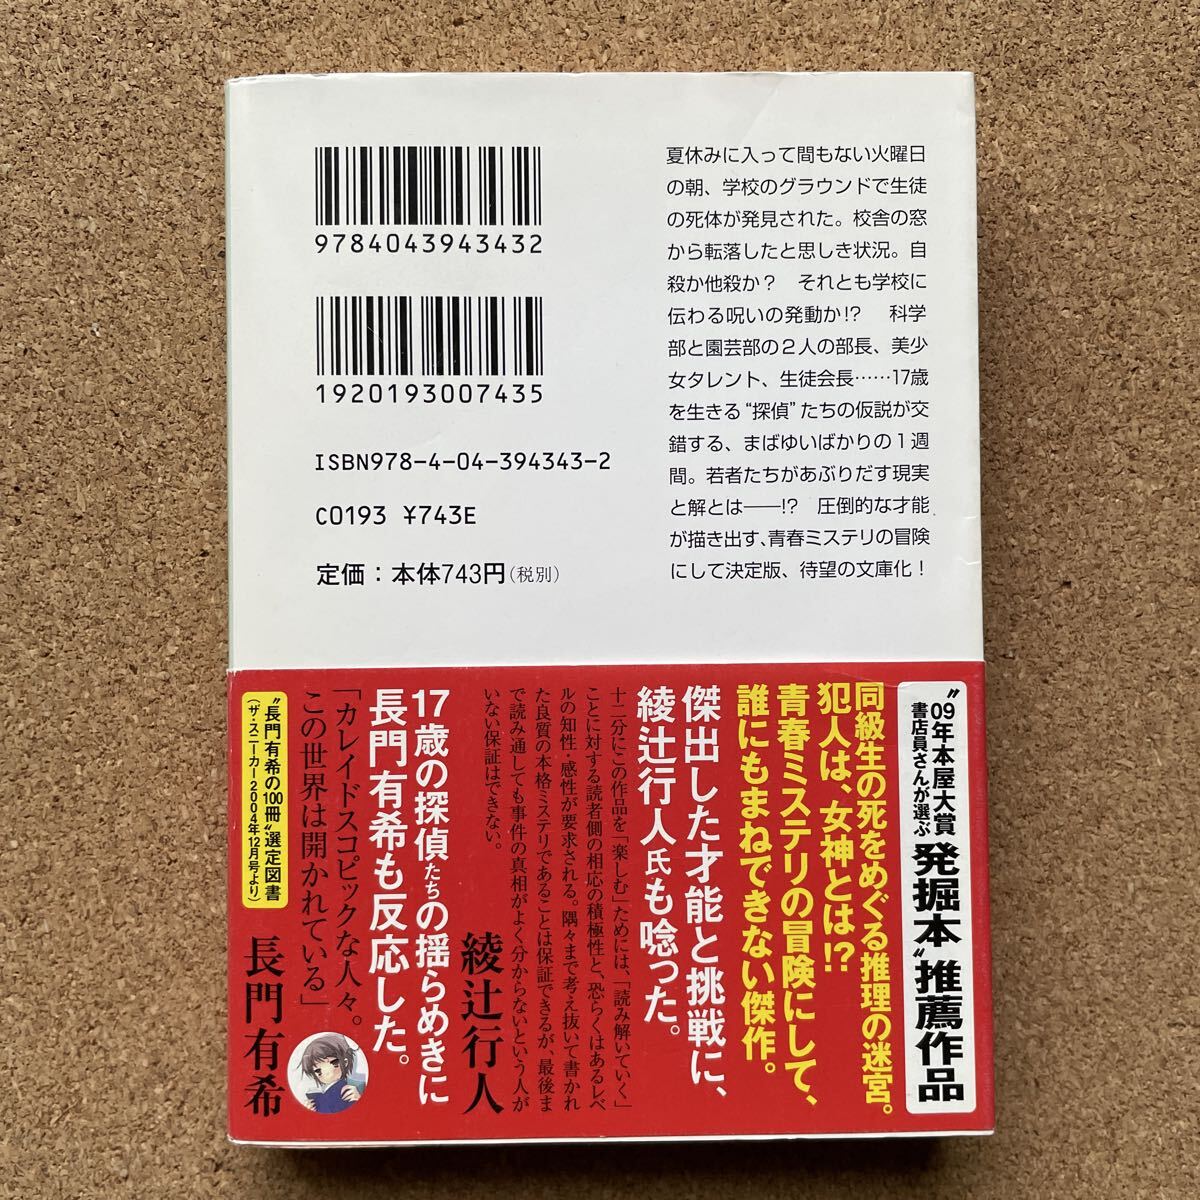 9784043943432
1920193007435
ISBN978-4-04-394343-2
C0193 ¥743E
定価：本体743円（税別）
夏休みに入って間もない火曜日
の朝、学校のグラウンドで生徒
の死体が発見された。校舎の窓
から転落したと思しき状況。自
殺か他殺か？　それとも学校に
伝わる呪いの発動か!?　科学
部と園芸部の２人の部長、美少
女タレント、生徒会長……17歳
を生きる“探偵”たちの仮説が交
錯する、まばゆいばかりの１週
間。若者たちがあぶりだす現実
と解とは――!?　圧倒的な才能
が描き出す、青春ミステリの冒険
にして決定版、待望の文庫化！
〝09年本屋大賞
書店員さんが選ぶ
発掘本〟推薦作品
同級生の死をめぐる推理の迷宮。
犯人は、女神とは!?
青春ミステリの冒険にして、
誰にもまねできない傑作。
傑出した才能と挑戦に、
綾辻行人氏も唸った。
十二分にこの作品を「楽しむ」ためには、「読み解いていく」
ことに対する読者側の相応の積極性と、恐らくはあるレベ
ルの知性・感性が要求される。隅々まで考え抜いて書かれ
た良質の本格ミステリであることは保証できるが、最後ま
で読み通しても事件の真相がよく分からないという人が
いない保証はできない。
綾辻行人
17歳の探偵たちの揺らめきに
長門有希も反応した。
「カレイドスコピックな人々。
この世界は開かれている」
長門有希
〝長門有希の100冊〟選定図書
（ザ・スニーカー2004年12月号より）